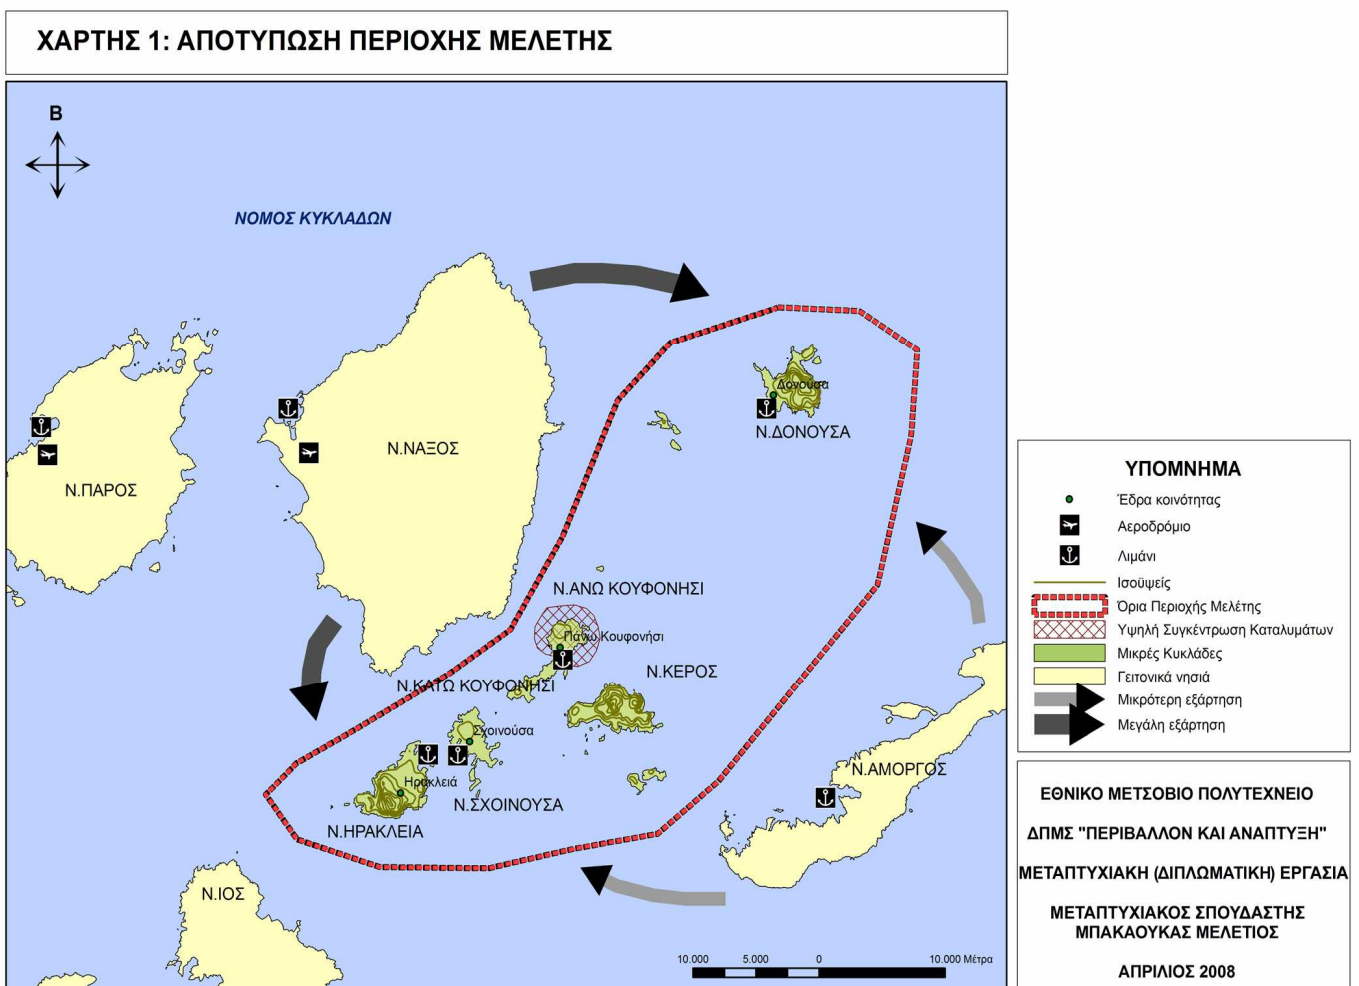 ΧΑΡΤΗΣ 1: ΑΠΟΤΥΠΩΣΗ ΠΕΡΙΟΧΗΣ ΜΕΛΕΤΗΣ
Β
ΝΟΜΟΣ ΚΥΚΛΑΔΩΝ
Δονούσα
Ν.ΔΟΝΟΥΣΑ
Ν.ΝΑΞΟΣ
Ν.ΠΑΡΟΣ
Ν.ΑΝΩ ΚΟΥΦΟΝΗΣΙ
Πάνω Κουφονήσι
Ν.ΚΕΡΟΣ
Ν.ΚΑΤΩ ΚΟΥΦΟΝΗΣΙ
Σχοινούσα
Ν.ΑΜΟΡΓΟΣ
Ηρακλειά
Ν.ΣΧΟΙΝΟΥΣΑ
Ν.ΗΡΑΚΛΕΙΑ
Ν.ΙΟΣ
10.000 5.000 0 10.000 Μέτρα
ΥΠΟΜΝΗΜΑ
Έδρα κοινότητας
Αεροδρόμιο
Λιμάνι
Ισοϋψείς
Όρια Περιοχής Μελέτης
Υψηλή Συγκέντρωση Καταλυμάτων
Μικρές Κυκλάδες
Γειτονικά νησιά
Μικρότερη εξάρτηση
Μεγάλη εξάρτηση
ΕΘΝΙΚΟ ΜΕΤΣΟΒΙΟ ΠΟΛΥΤΕΧΝΕΙΟ
ΔΠΜΣ "ΠΕΡΙΒΑΛΛΟΝ ΚΑΙ ΑΝΑΠΤΥΞΗ"
ΜΕΤΑΠΤΥΧΙΑΚΗ (ΔΙΠΛΩΜΑΤΙΚΗ) ΕΡΓΑΣΙΑ
ΜΕΤΑΠΤΥΧΙΑΚΟΣ ΣΠΟΥΔΑΣΤΗΣ
ΜΠΑΚΑΟΥΚΑΣ ΜΕΛΕΤΙΟΣ
ΑΠΡΙΛΙΟΣ 2008